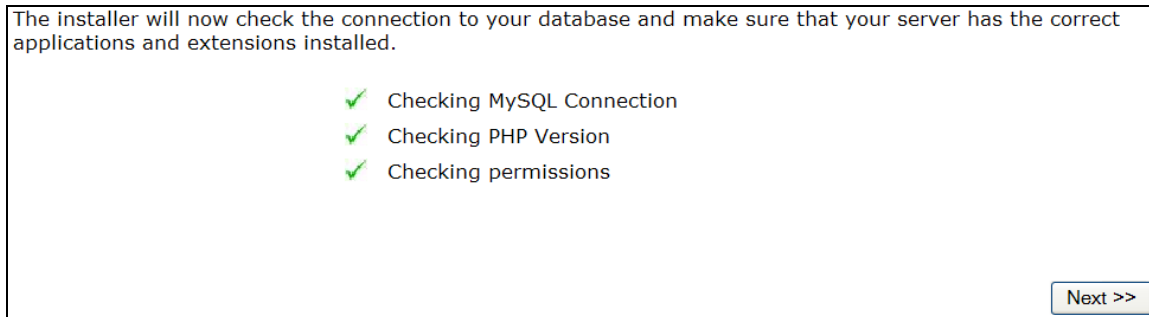 The installer will now check the connection to your database and make sure that your server has the correct
applications and extensions installed.
Checking MySQL Connection
Checking PHP Version
Checking permissions
Next >>